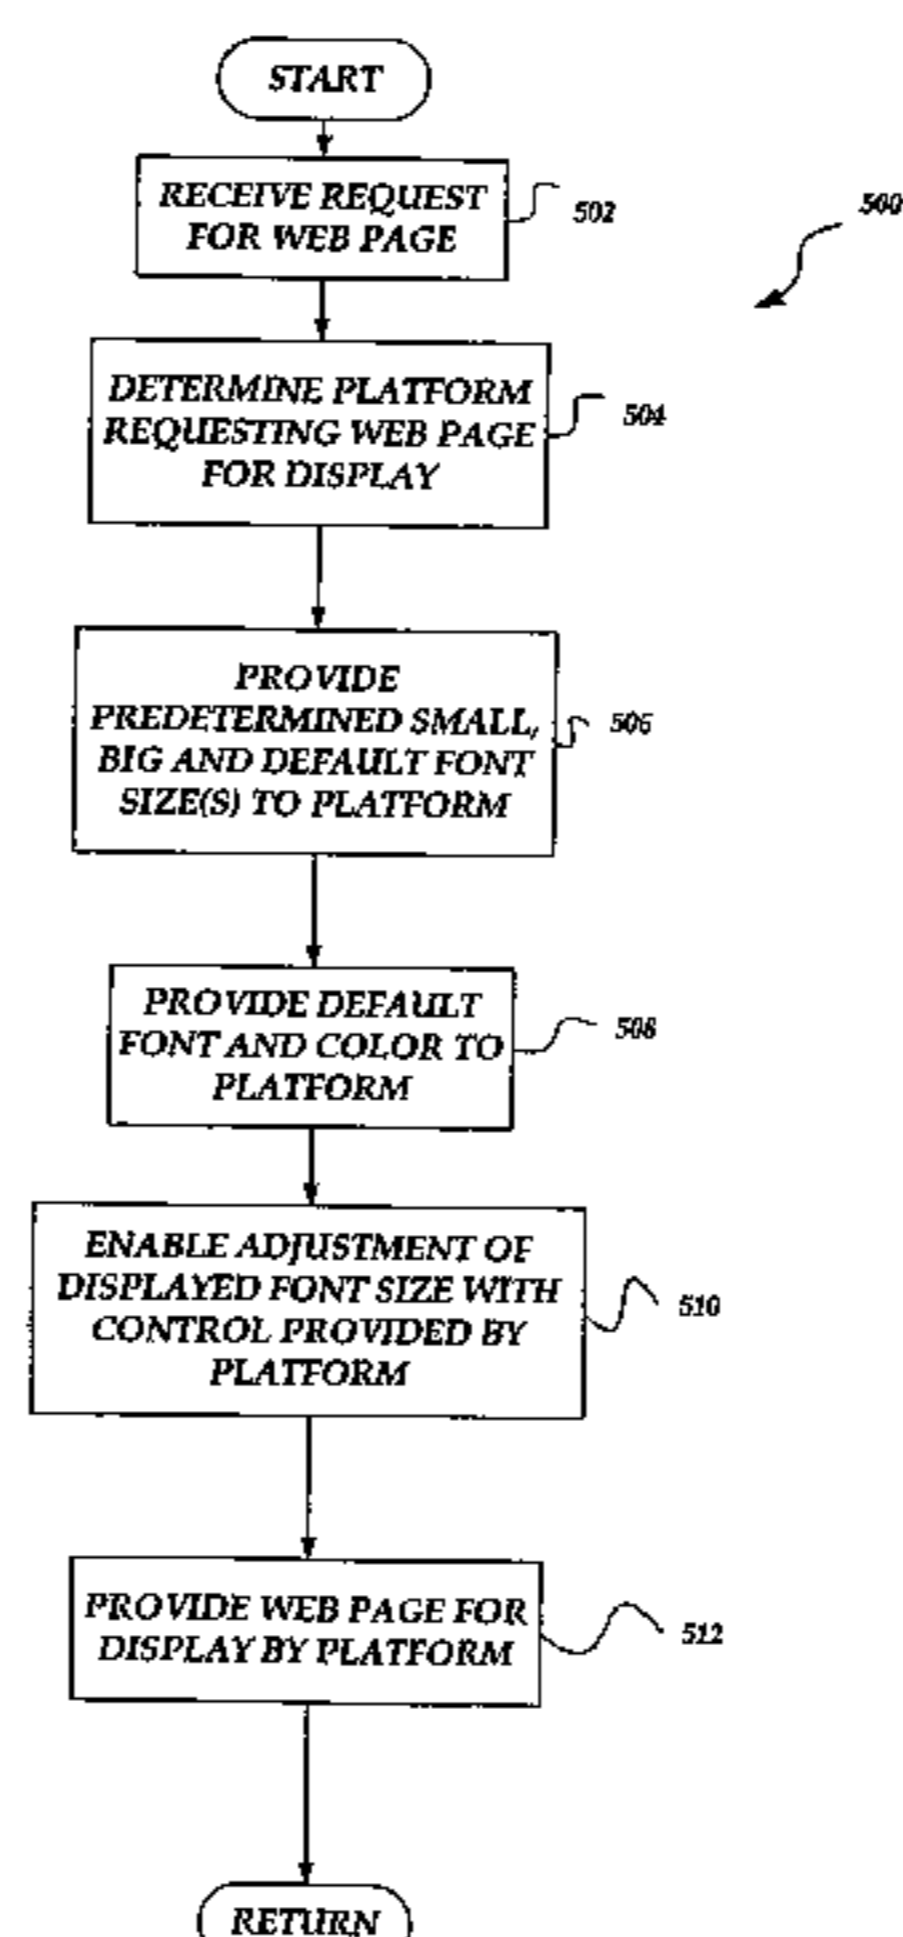 START
RECEIVE REQUEST
FOR WEB PAGE
502
500
DETERMINE PLATFORM
REQUESTING WEB PAGE
FOR DISPLAY
504
PROVIDE
PREDETERMINED SMALL,
BIG AND DEFAULT FONT
SIZE(S) TO PLATFORM
506
PROVIDE DEFAULT
FONT AND COLOR TO
PLATFORM
508
ENABLE ADJUSTMENT OF
DISPLAYED FONT SIZE WITH
CONTROL PROVIDED BY
PLATFORM
510
PROVIDE WEB PAGE FOR
DISPLAY BY PLATFORM
512
RETURN